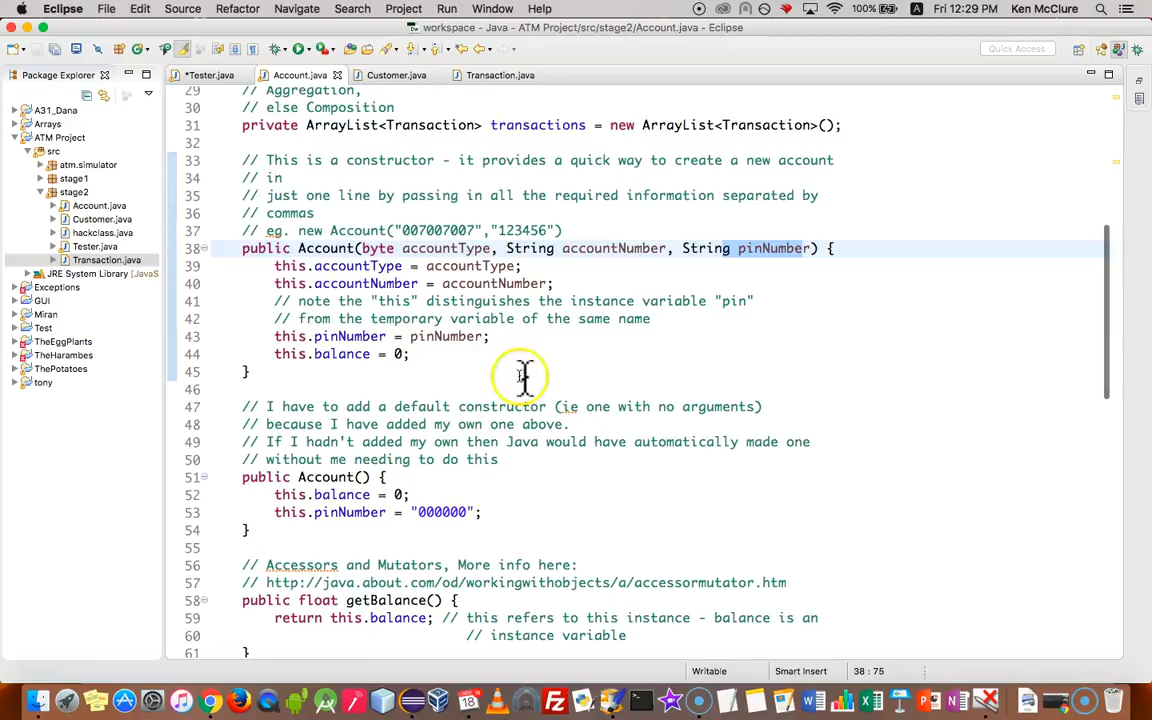 Eclipse File Edit Source Refactor Navigate Search Project Run Window Help 100% A Fri 12:29 PM Ken McClure
workspace - Java - ATM Project/src/stage2/Account.java - Eclipse
Quick Access
Package Explorer
*Tester.java Account.java Customer.java Transaction.java
A31_Dana
Arrays
ATM Project
src
atm.simulator
stage1
stage2
Account.java
Customer.java
hackclass.java
Tester.java
Transaction.java
JRE System Library [JavaS
Exceptions
GUI
Miran
Test
TheEggPlants
TheHarambes
ThePotatoes
tony
29 // Aggregation,
30 // else Composition
31 private ArrayList<Transaction> transactions = new ArrayList<Transaction>();
32
33 // This is a constructor - it provides a quick way to create a new account
34 // in
35 // just one line by passing in all the required information separated by
36 // commas
37 // eg. new Account("007007007","123456")
38 public Account(byte accountType, String accountNumber, String pinNumber) {
39 this.accountType = accountType;
40 this.accountNumber = accountNumber;
41 // note the "this" distinguishes the instance variable "pin"
42 // from the temporary variable of the same name
43 this.pinNumber = pinNumber;
44 this.balance = 0;
45 }
46
47 // I have to add a default constructor (ie one with no arguments)
48 // because I have added my own one above.
49 // If I hadn't added my own then Java would have automatically made one
50 // without me needing to do this
51 public Account() {
52 this.balance = 0;
53 this.pinNumber = "000000";
54 }
55
56 // Accessors and Mutators, More info here:
57 // http://java.about.com/od/workingwithobjects/a/accessormutator.htm
58 public float getBalance() {
59 return this.balance; // this refers to this instance - balance is an
60 // instance variable
61 }
Writable Smart Insert 38 : 75